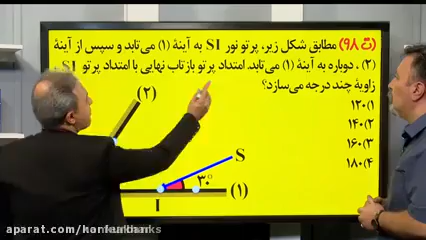 (ت ۹۸) مطابق شکل زیر، پرتو نور SI به آینهٔ (۱) می‌تابد و سپس از آینهٔ
(۲) ، دوباره به آینهٔ (۱) می‌تابد. امتداد پرتو بازتاب نهایی با امتداد پرتو SI ،
زاویهٔ چند درجه می‌سازد؟
۱) ۱۲۰
۲) ۱۴۰
۳) ۱۶۰
۴) ۱۸۰
(۲)
S
۳۰°
(۱)
I
aparat.com/